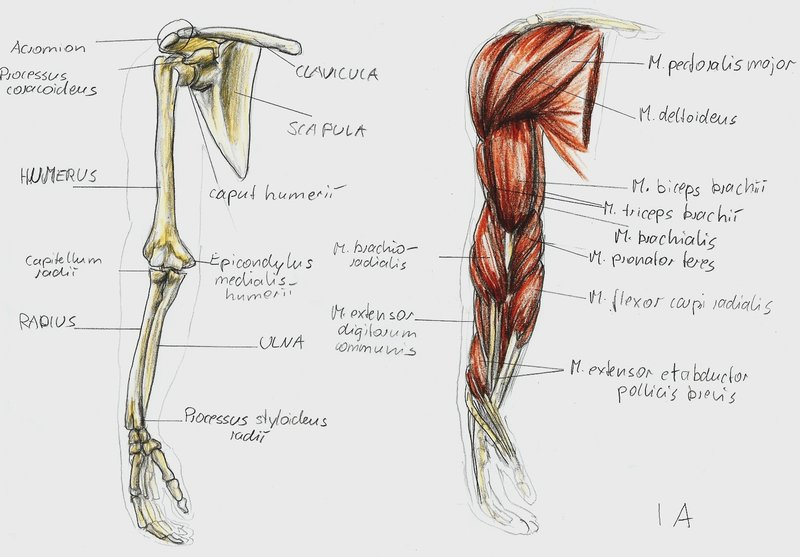 Acromion
Processus
coracoideus
CLAVICULA
SCAPULA
HUMERUS
caput humerii
Capitellum
radii
Epicondylus
medialis-
humerii
RADIUS
ULNA
Processus styloideus
radii
M. pectoralis major
M. deltoideus
M. biceps brachii
M. triceps brachii
M. brachialis
M. pronator teres
M. brachio-
radialis
M. flexor carpi radialis
M. extensor
digitorum
communis
M. extensor et abductor
pollicis brevis
1 A